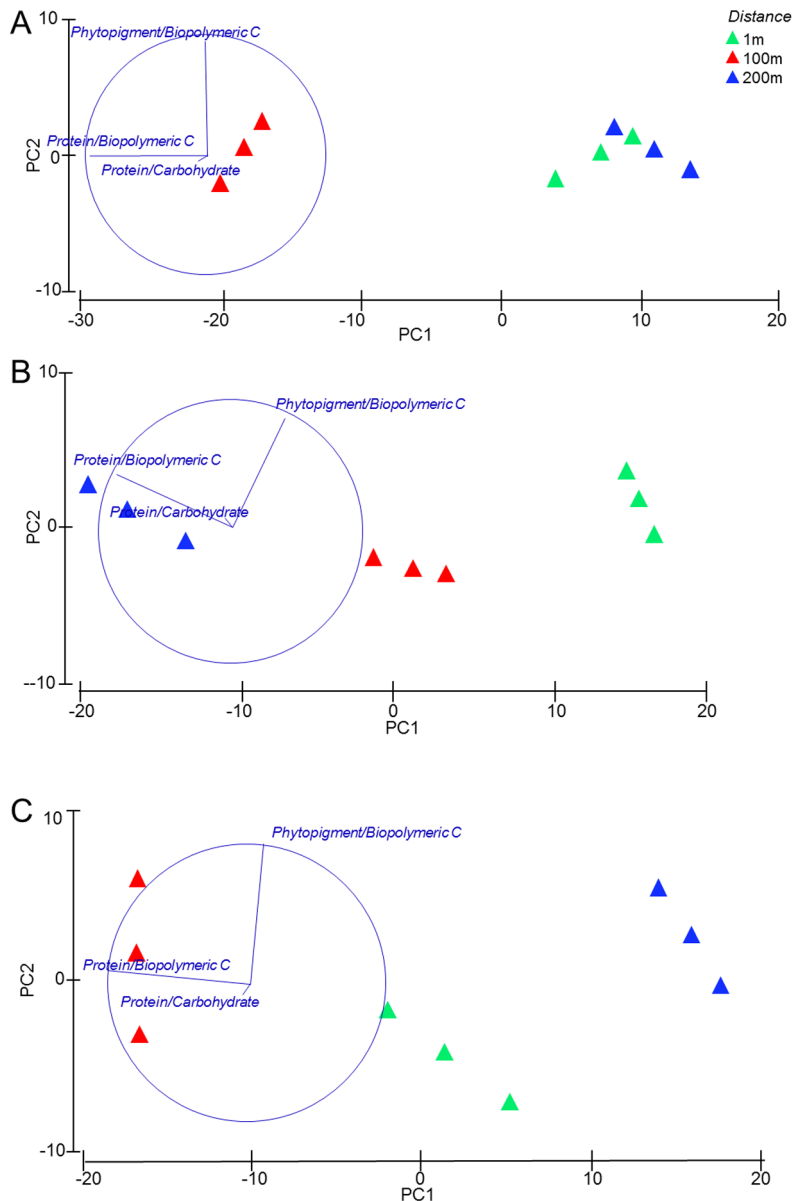 A
Distance
1m
100m
200m
10
Phytopigment/Biopolymeric C
Protein/Biopolymeric C
PC2
0
Protein/Carbohydrate
-10
-30
-20
-10
0
10
20
PC1
B
10
Phytopigment/Biopolymeric C
Protein/Biopolymeric C
PC2
0
Protein/Carbohydrate
--10
-20
-10
0
10
20
PC1
C
10
Phytopigment/Biopolymeric C
PC2
0
Protein/Biopolymeric C
Protein/Carbohydrate
-10
-20
-10
0
10
20
PC1